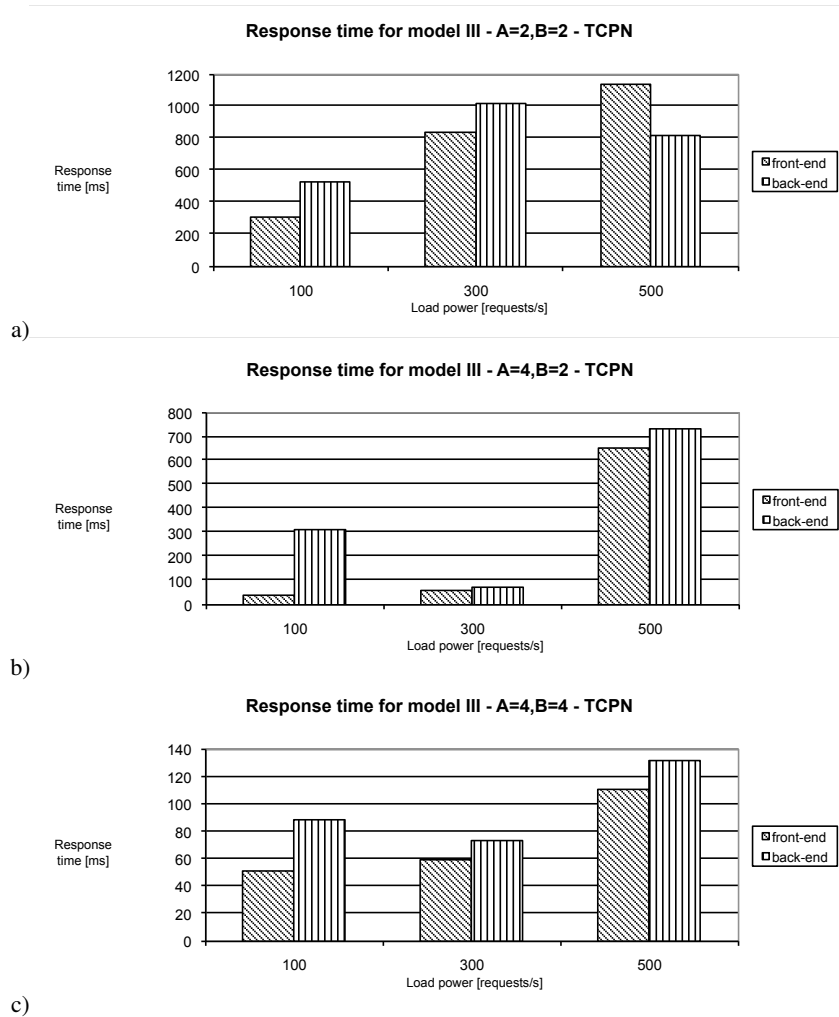 Response time for model III - A=2,B=2 - TCPN
1200
1000
800
600
400
200
0
Response
time [ms]
100
300
500
Load power [requests/s]
front-end
back-end
a)
Response time for model III - A=4,B=2 - TCPN
800
700
600
500
400
300
200
100
0
Response
time [ms]
100
300
500
Load power [requests/s]
front-end
back-end
b)
Response time for model III - A=4,B=4 - TCPN
140
120
100
80
60
40
20
0
Response
time [ms]
100
300
500
Load power [requests/s]
front-end
back-end
c)